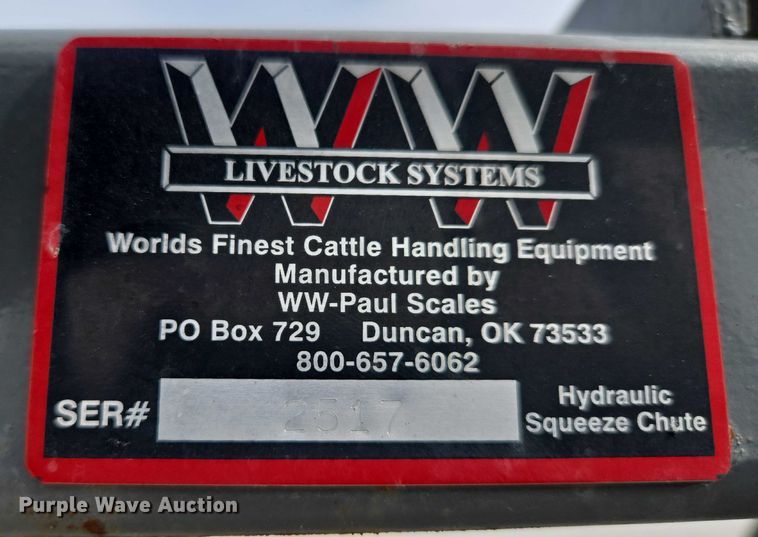 WW
LIVESTOCK SYSTEMS
Worlds Finest Cattle Handling Equipment
Manufactured by
WW-Paul Scales
PO Box 729 Duncan, OK 73533
800-657-6062
SER# 2517
Hydraulic
Squeeze Chute
Purple Wave Auction